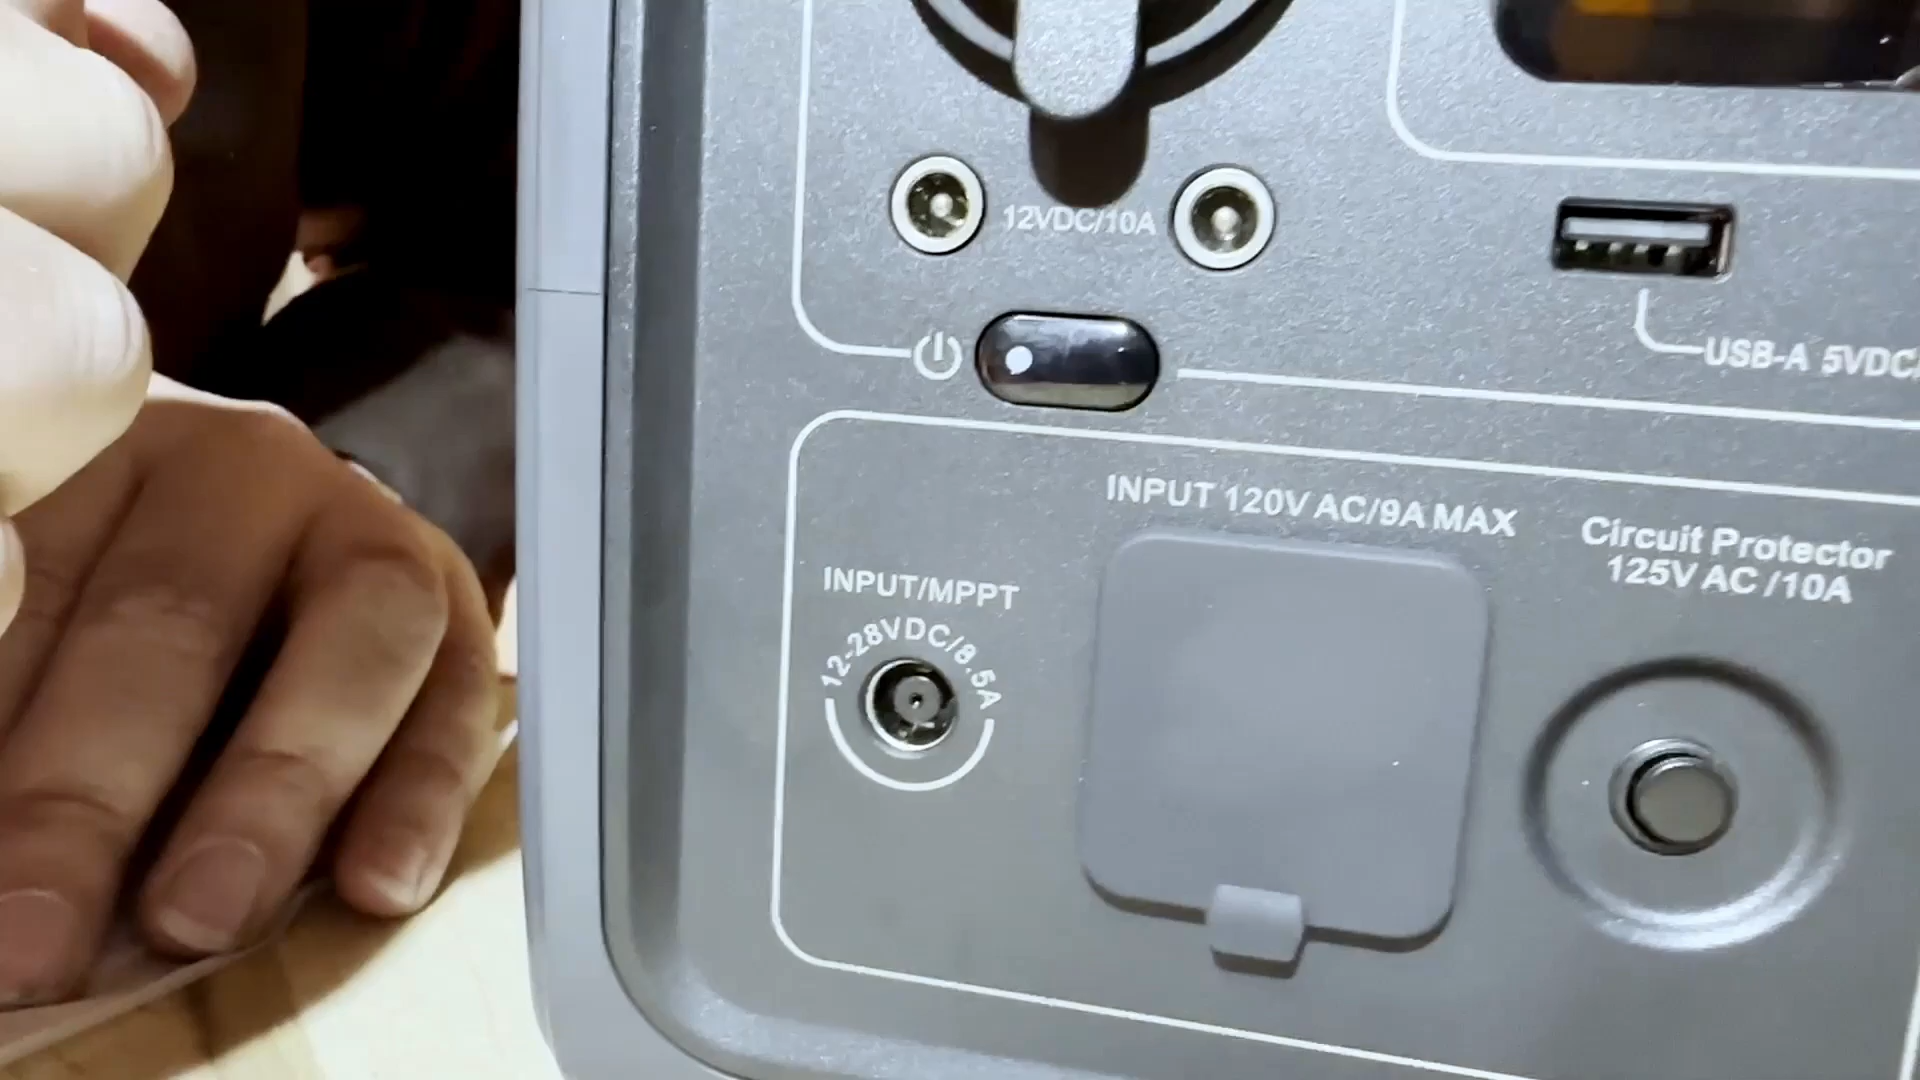 12VDC/10A
USB-A 5VDC/
INPUT 120V AC/9A MAX
Circuit Protector
125V AC /10A
INPUT/MPPT
12-28VDC/8.5A